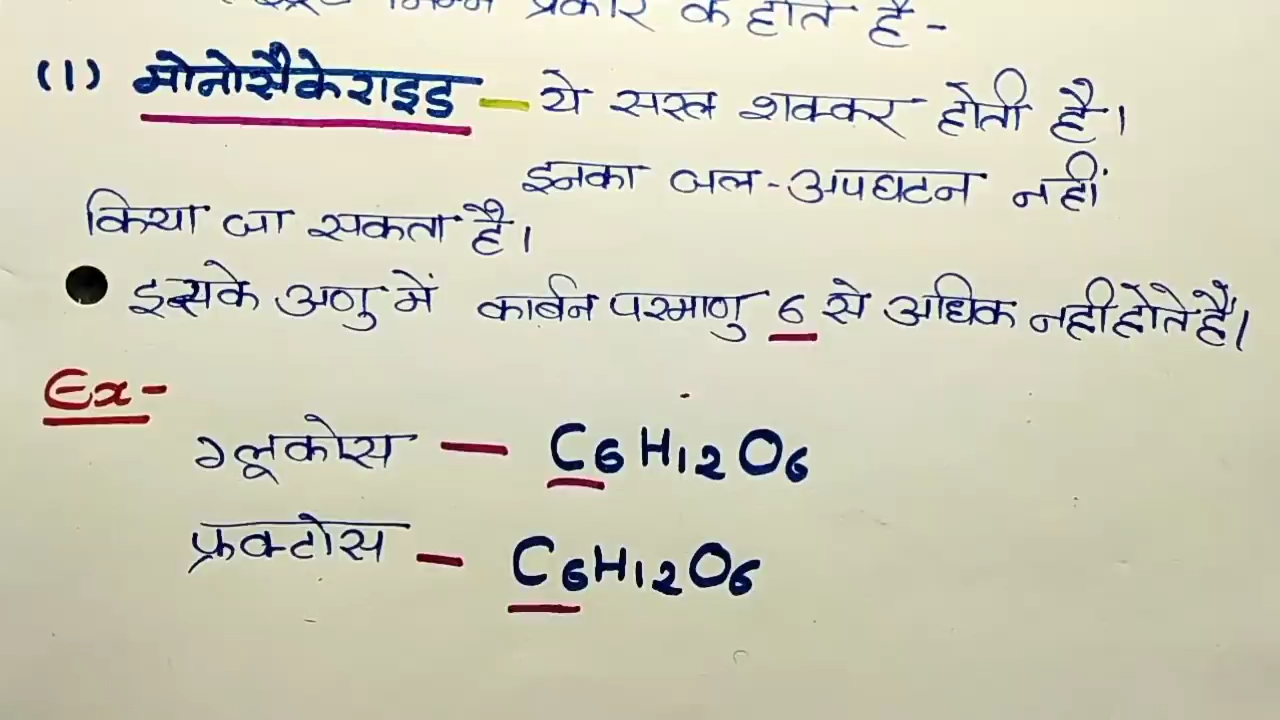 प्रकार के होते है -
(1) मोनोसैकेराइड — ये सरल शक्कर होती है।
इनका जल-अपघटन नहीं
किया जा सकता है।
● इसके अणु में कार्बन परमाणु 6 से अधिक नहीं होते हैं।
Ex-
ग्लूकोस — C6H12O6
फ्रक्टोस — C6H12O6